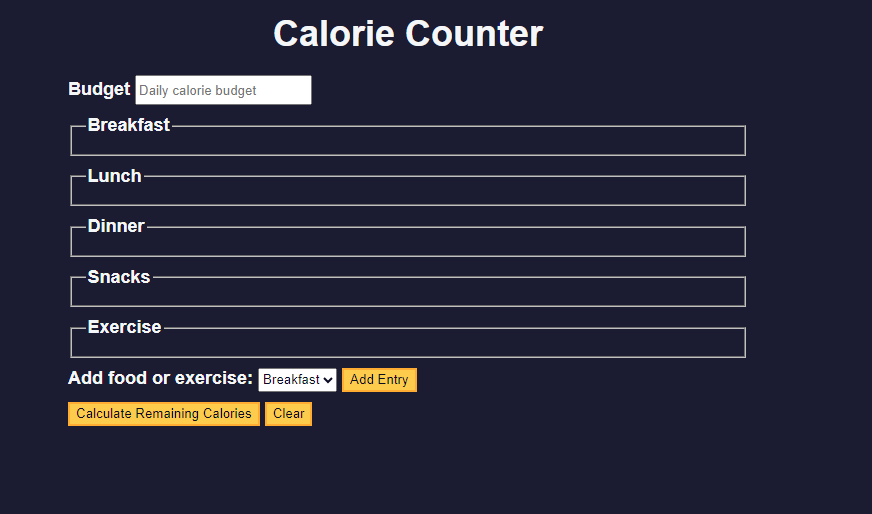 Calorie Counter
Budget Daily calorie budget
Breakfast
Lunch
Dinner
Snacks
Exercise
Add food or exercise: Breakfast Add Entry
Calculate Remaining Calories Clear